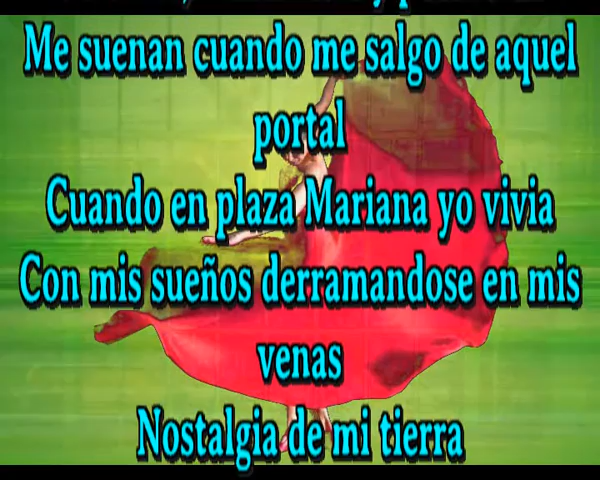 Me suenan cuando me salgo de aquel
portal
Cuando en plaza Mariana yo vivia
Con mis sueños derramandose en mis
venas
Nostalgia de mi tierra